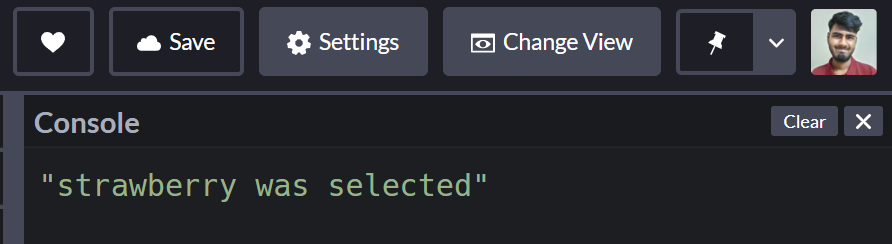 Save Settings Change View
Console Clear
"strawberry was selected"